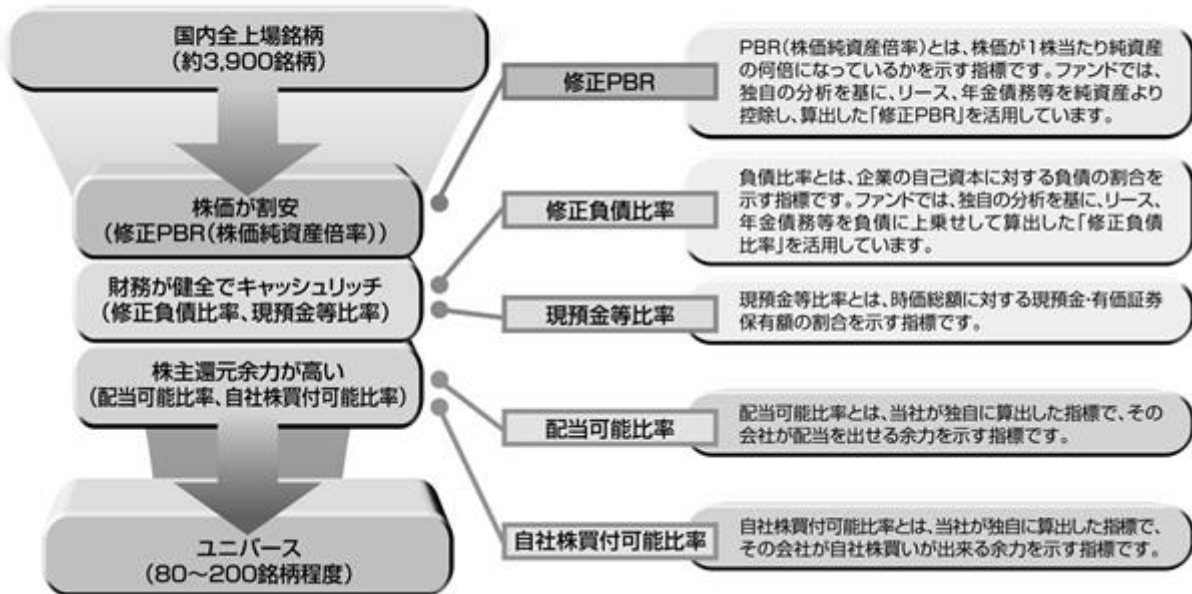 国内全上場銘柄
(約3,900銘柄)
株価が割安
(修正PBR(株価純資産倍率))
財務が健全でキャッシュリッチ
(修正負債比率、現預金等比率)
株主還元余力が高い
(配当可能比率、自社株買付可能比率)
ユニバース
(80～200銘柄程度)
修正PBR
PBR(株価純資産倍率)とは、株価が1株当たり純資産
の何倍になっているかを示す指標です。ファンドでは、
独自の分析を基に、リース、年金債務等を純資産より
控除し、算出した「修正PBR」を活用しています。
修正負債比率
負債比率とは、企業の自己資本に対する負債の割合を
示す指標です。ファンドでは、独自の分析を基に、リース、
年金債務等を負債に上乗せして算出した「修正負債
比率」を活用しています。
現預金等比率
現預金等比率とは、時価総額に対する現預金・有価証券
保有額の割合を示す指標です。
配当可能比率
配当可能比率とは、当社が独自に算出した指標で、その
会社が配当を出せる余力を示す指標です。
自社株買付可能比率
自社株買付可能比率とは、当社が独自に算出した指標で、
その会社が自社株買いが出来る余力を示す指標です。